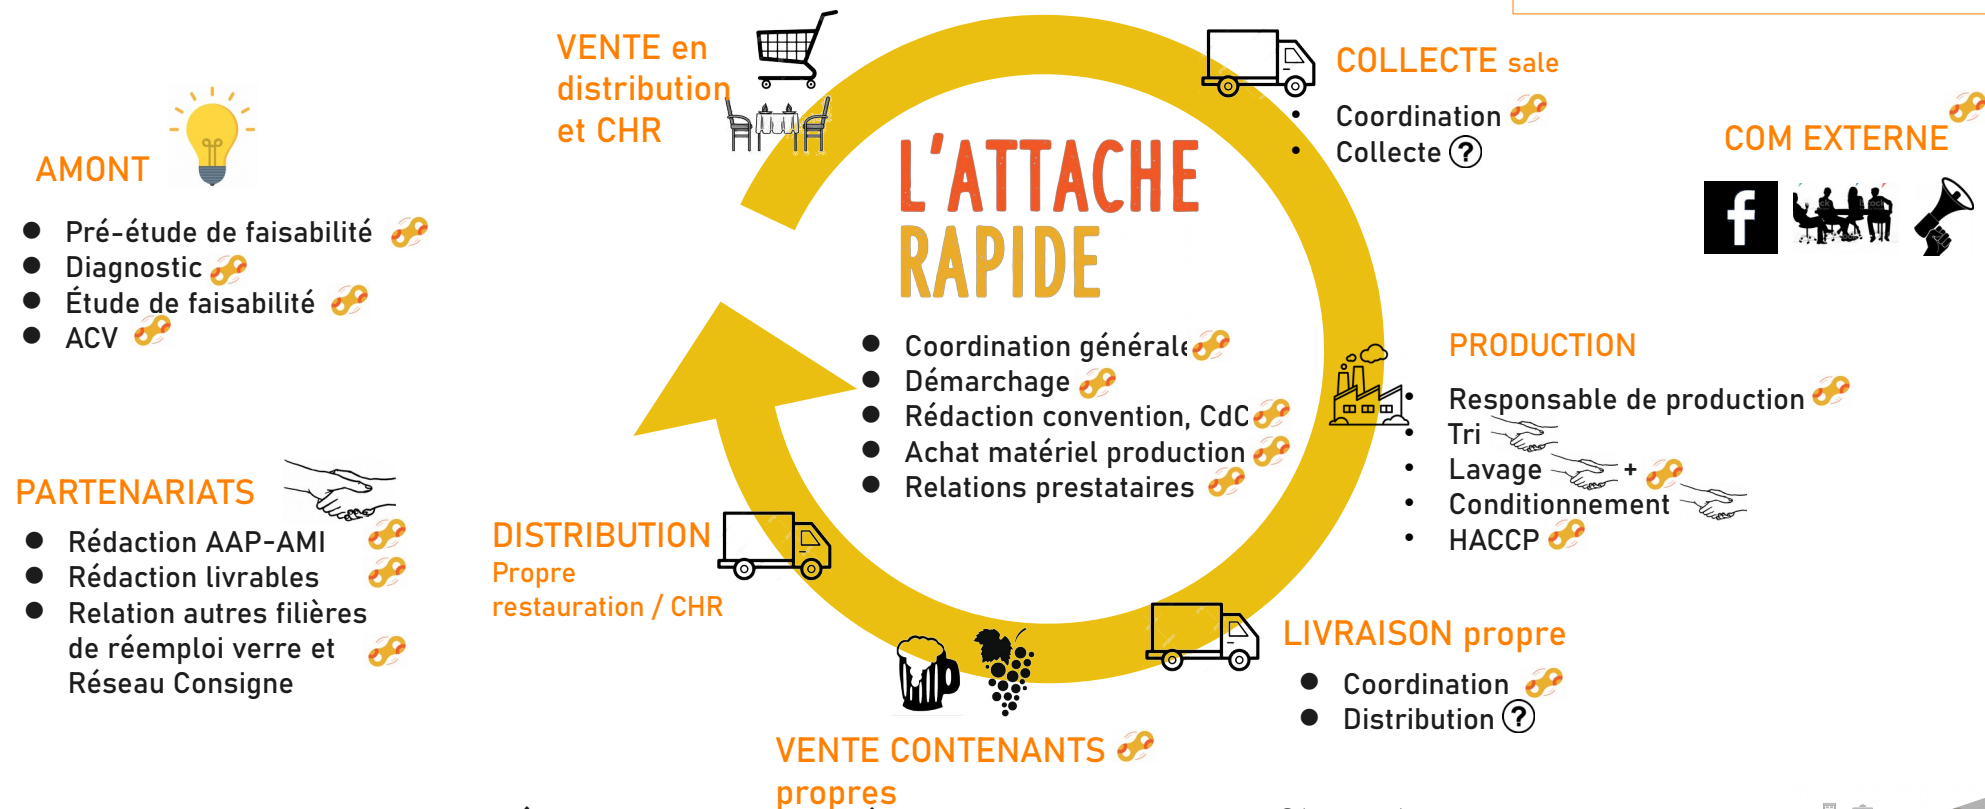 VENTE en
distribution
et CHR
COLLECTE sale
• Coordination
• Collecte ?
COM EXTERNE
f
AMONT
● Pré-étude de faisabilité
● Diagnostic
● Étude de faisabilité
● ACV
L'ATTACHE
RAPIDE
● Coordination générale
● Démarchage
● Rédaction convention, CdC
● Achat matériel production
● Relations prestataires
PRODUCTION
• Responsable de production
• Tri
• Lavage +
• Conditionnement
• HACCP
PARTENARIATS
● Rédaction AAP-AMI
● Rédaction livrables
● Relation autres filières
de réemploi verre et
Réseau Consigne
DISTRIBUTION
Propre
restauration / CHR
LIVRAISON propre
● Coordination
● Distribution ?
VENTE CONTENANTS
propres